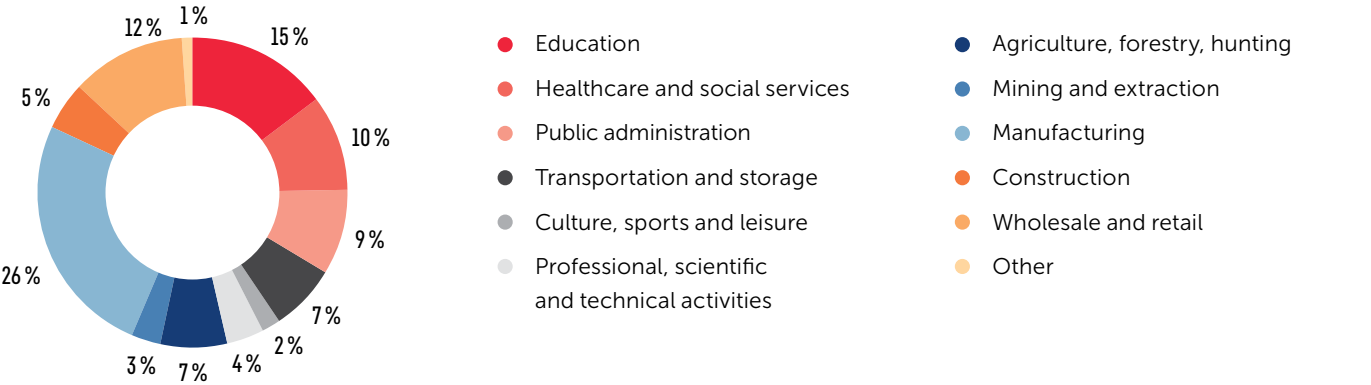 1 %
15 %
10 %
9 %
7 %
2 %
4 %
7 %
3 %
26 %
5 %
12 %
Education
Healthcare and social services
Public administration
Transportation and storage
Culture, sports and leisure
Professional, scientific
and technical activities
Agriculture, forestry, hunting
Mining and extraction
Manufacturing
Construction
Wholesale and retail
Other